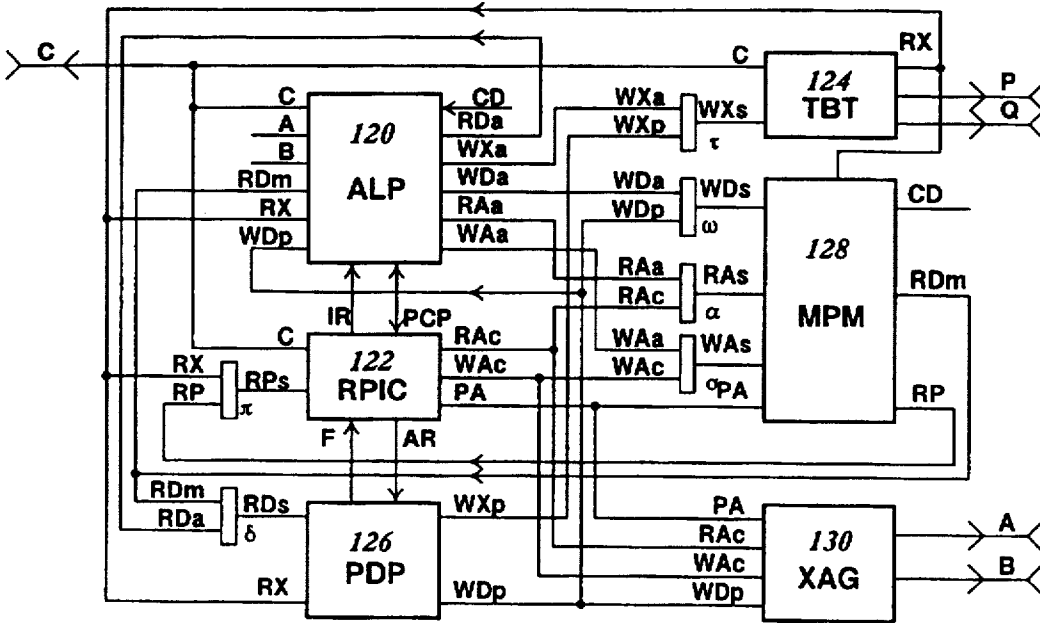 C
C
124
TBT
RX
P
Q
C
A
B
RDm
RX
WDp
120
ALP
CD
RDa
WXa
WDa
RAa
WAa
WXa
WXp
WXs
τ
WDa
WDp
WDs
ω
RAa
RAc
RAs
α
WAa
WAc
WAs
σ
PA
128
MPM
CD
RDm
RP
IR
PCP
C
122
RPIC
RAc
WAc
PA
RX
RP
RPs
π
F
AR
RDm
RDa
RDs
δ
RX
126
PDP
WXp
WDp
PA
RAc
WAc
WDp
130
XAG
A
B